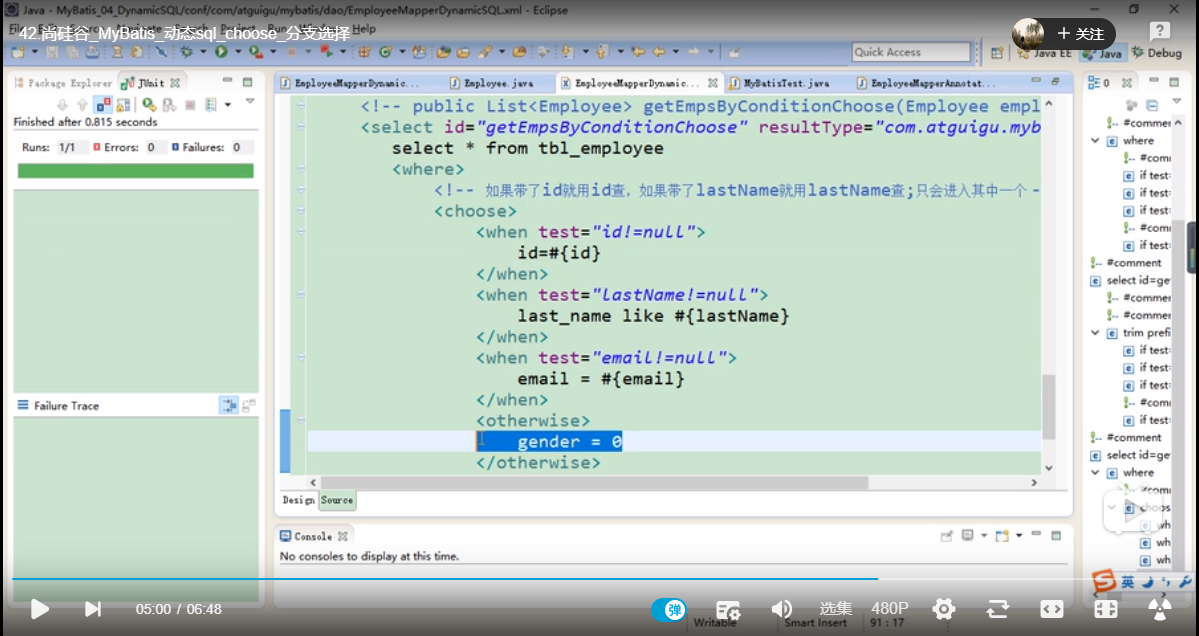 Java - MyBatis_04_DynamicSQL/conf/com/atguigu/mybatis/dao/EmployeeMapperDynamicSQL.xml - Eclipse
42.尚硅谷_MyBatis_动态sql_choose_分支选择
Help
+ 关注
Quick Access
Java EE
Java
Debug
Package Explorer
JUnit
Finished after 0.815 seconds
Runs: 1/1
Errors: 0
Failures: 0
Failure Trace
EmployeeMapperDynamic...
Employee.java
EmployeeMapperDynamic...
MyBatisTest.java
EmployeeMapperAnnotat...
<!-- public List<Employee> getEmpsByConditionChoose(Employee empl
<select id="getEmpsByConditionChoose" resultType="com.atguigu.myb
select * from tbl_employee
<where>
<!-- 如果带了id就用id查，如果带了lastName就用lastName查;只会进入其中一个 -
<choose>
<when test="id!=null">
id=#{id}
</when>
<when test="lastName!=null">
last_name like #{lastName}
</when>
<when test="email!=null">
email = #{email}
</when>
<otherwise>
gender = 0
</otherwise>
Design
Source
Console
No consoles to display at this time.
O
#commer
where
#com
if test:
if test:
if test:
#com
if test:
#comment
select id=ge
#commer
#commer
trim prefi
if test:
if test:
if test:
#com
if test:
#comment
select id=ge
where
#com
choos
wh
wh
wh
英
05:00 / 06:48
弹
选集
480P
Writable
Smart Insert
91 : 17